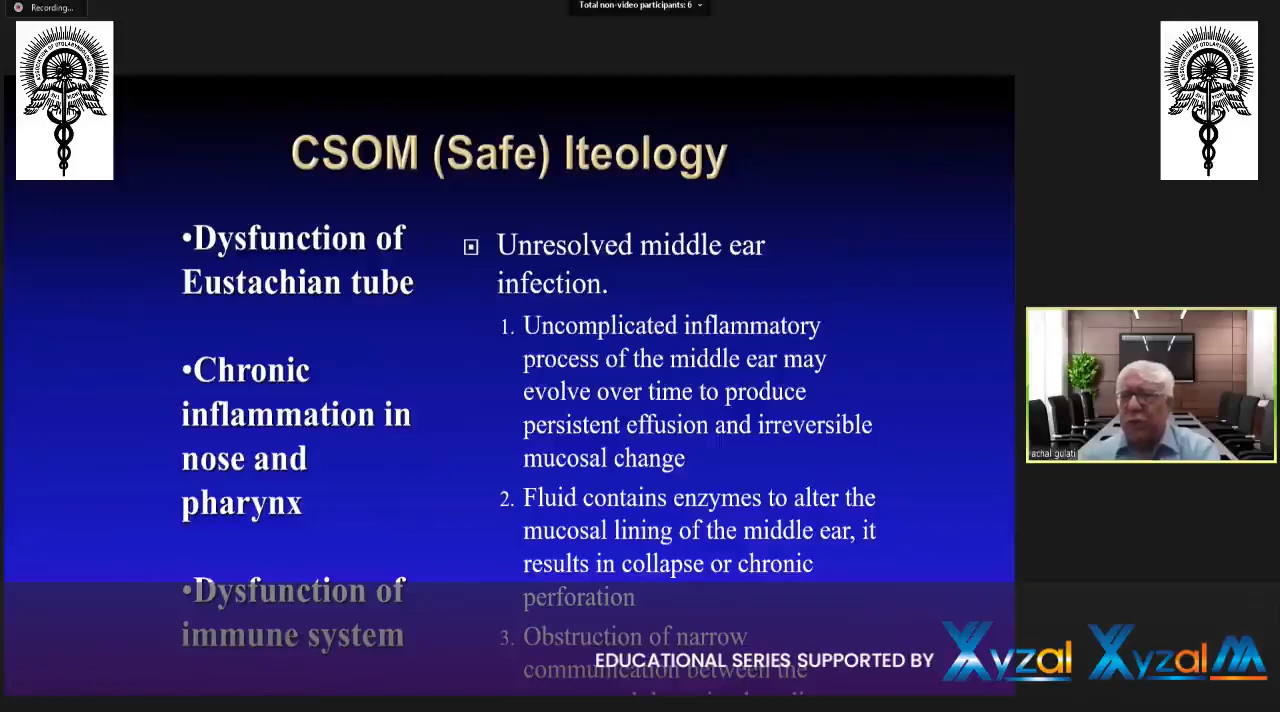 Recording...
Total non-video participants: 6
CSOM (Safe) Iteology
•Dysfunction of
Eustachian tube
•Chronic
inflammation in
nose and
pharynx
•Dysfunction of
immune system
Unresolved middle ear
infection.
1. Uncomplicated inflammatory
process of the middle ear may
evolve over time to produce
persistent effusion and irreversible
mucosal change
2. Fluid contains enzymes to alter the
mucosal lining of the middle ear, it
results in collapse or chronic
perforation
3. Obstruction of narrow
communication between the
achal gulati
EDUCATIONAL SERIES SUPPORTED BY
Xyzal
Xyzal M